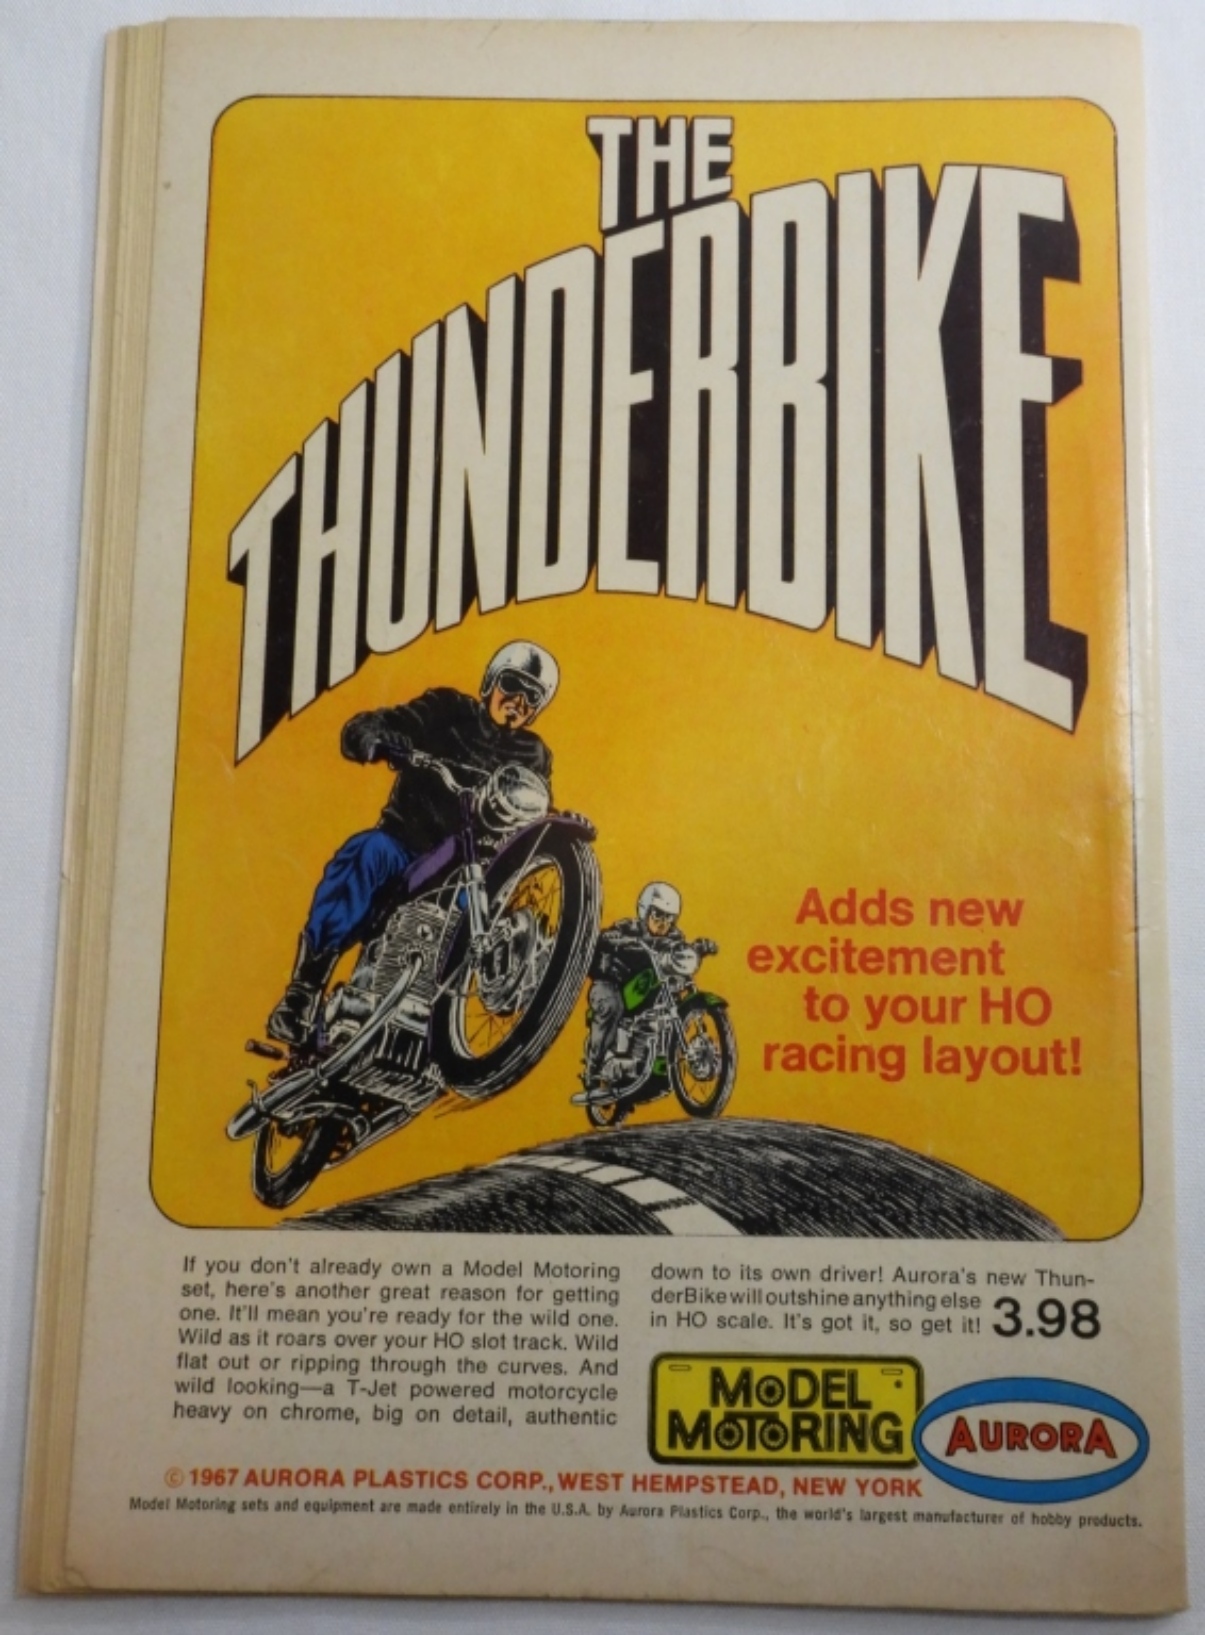 THE
THUNDERBIKE
Adds new
excitement
to your HO
racing layout!
If you don't already own a Model Motoring
set, here's another great reason for getting
one. It'll mean you're ready for the wild one.
Wild as it roars over your HO slot track. Wild
flat out or ripping through the curves. And
wild looking—a T-Jet powered motorcycle
heavy on chrome, big on detail, authentic
down to its own driver! Aurora's new Thun-
derBike will outshine anything else
in HO scale. It's got it, so get it! 3.98
MODEL
MOTORING
AURORA
© 1967 AURORA PLASTICS CORP., WEST HEMPSTEAD, NEW YORK
Model Motoring sets and equipment are made entirely in the U.S.A. by Aurora Plastics Corp., the world's largest manufacturer of hobby products.